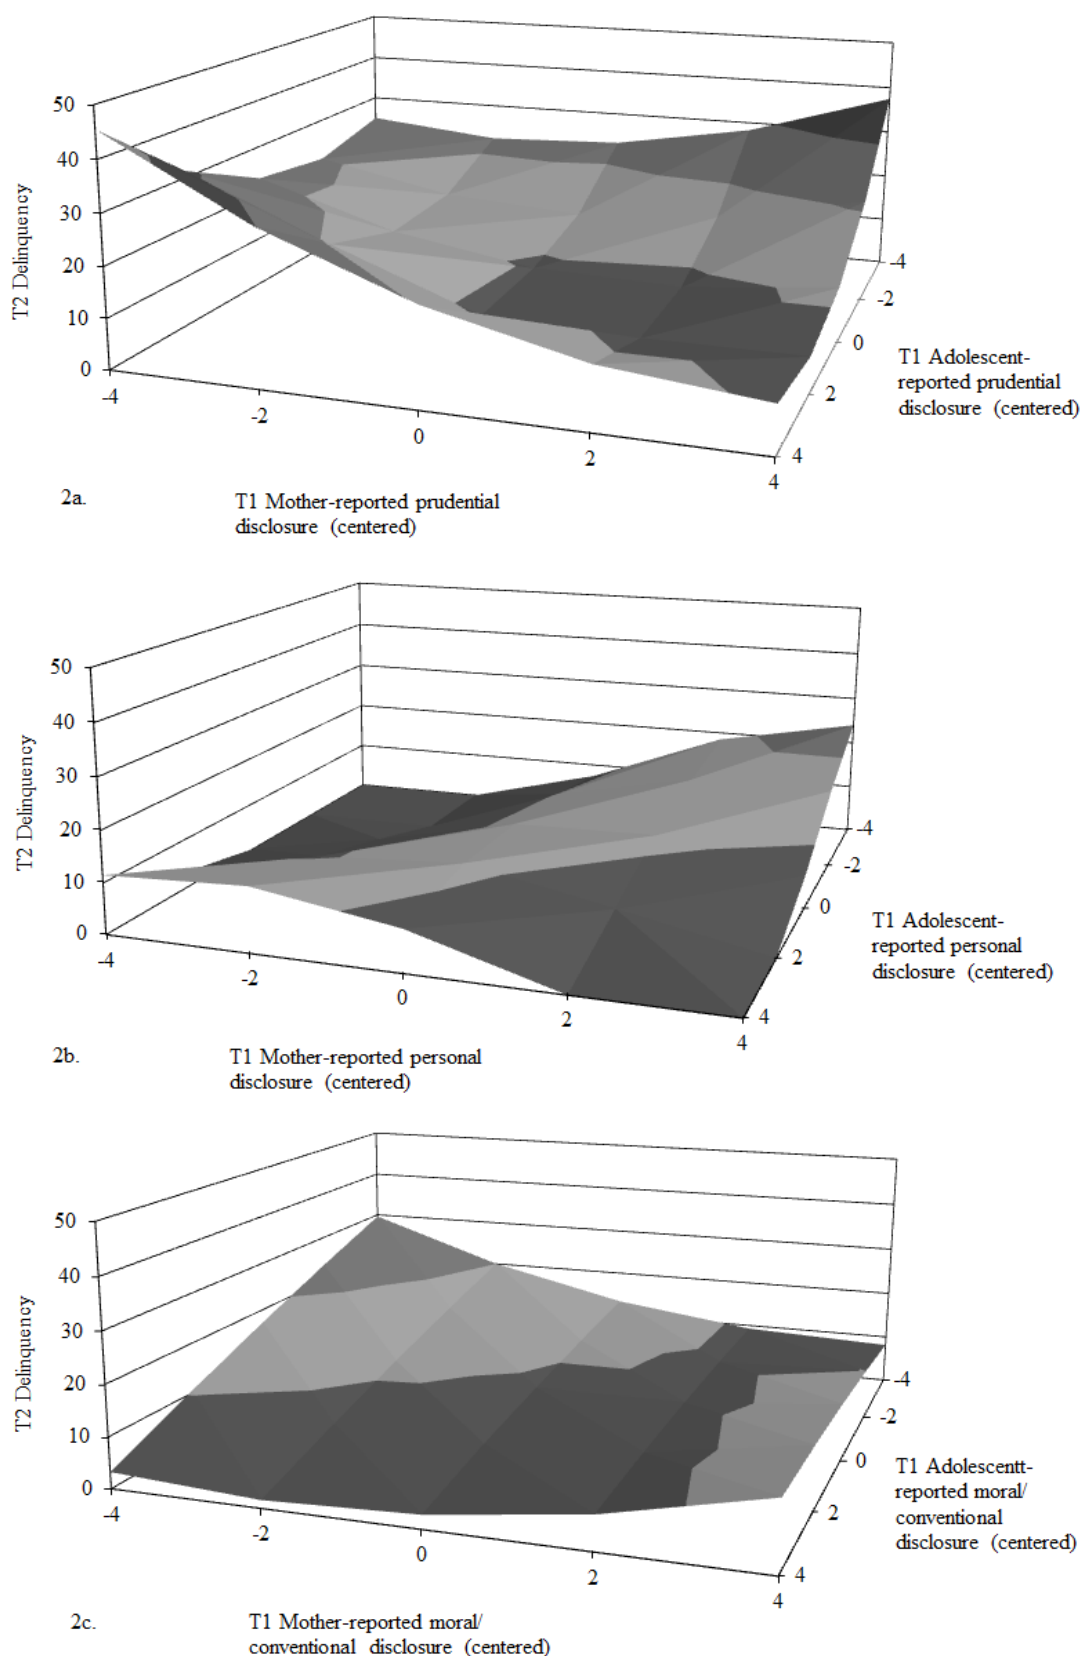 50
40
30
20
10
0
T2 Delinquency
-4
-2
0
2
4
-4
-2
0
2
4
T1 Adolescent-
reported prudential
disclosure (centered)
2a.
T1 Mother-reported prudential
disclosure (centered)
50
40
30
20
10
0
T2 Delinquency
-4
-2
0
2
4
-4
-2
0
2
4
T1 Adolescent-
reported personal
disclosure (centered)
2b.
T1 Mother-reported personal
disclosure (centered)
50
40
30
20
10
0
T2 Delinquency
-4
-2
0
2
4
-4
-2
0
2
4
T1 Adolescentt-
reported moral/
conventional
disclosure (centered)
2c.
T1 Mother-reported moral/
conventional disclosure (centered)